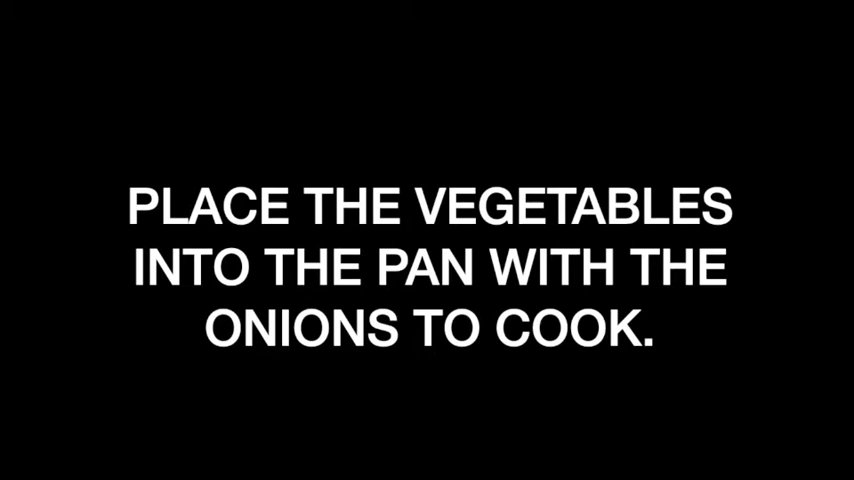 PLACE THE VEGETABLES
INTO THE PAN WITH THE
ONIONS TO COOK.